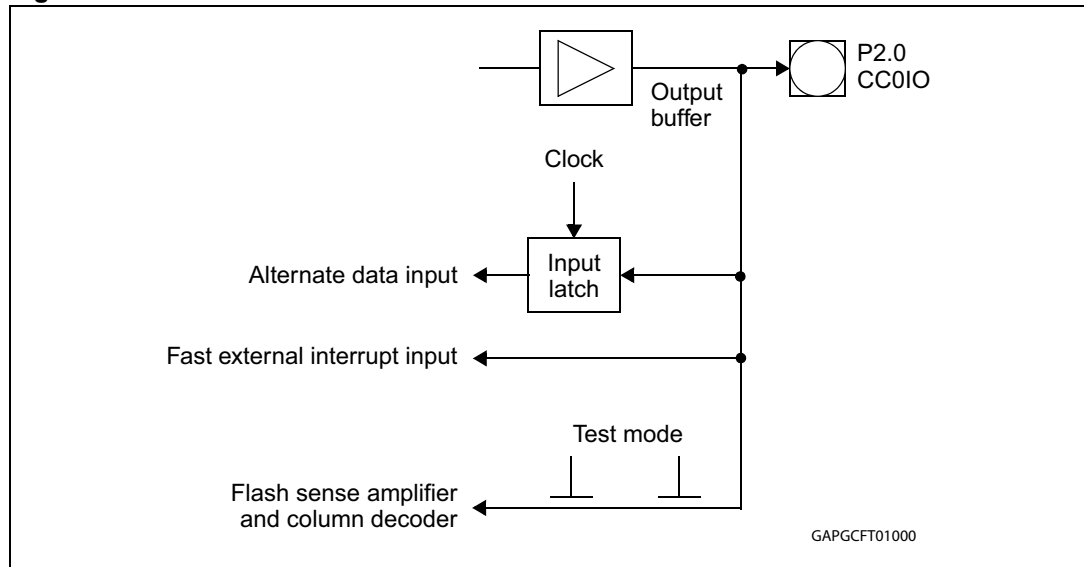 P2.0
CC0IO
Output
buffer
Clock
Input
latch
Alternate data input
Fast external interrupt input
Test mode
Flash sense amplifier
and column decoder
GAPGCFT01000